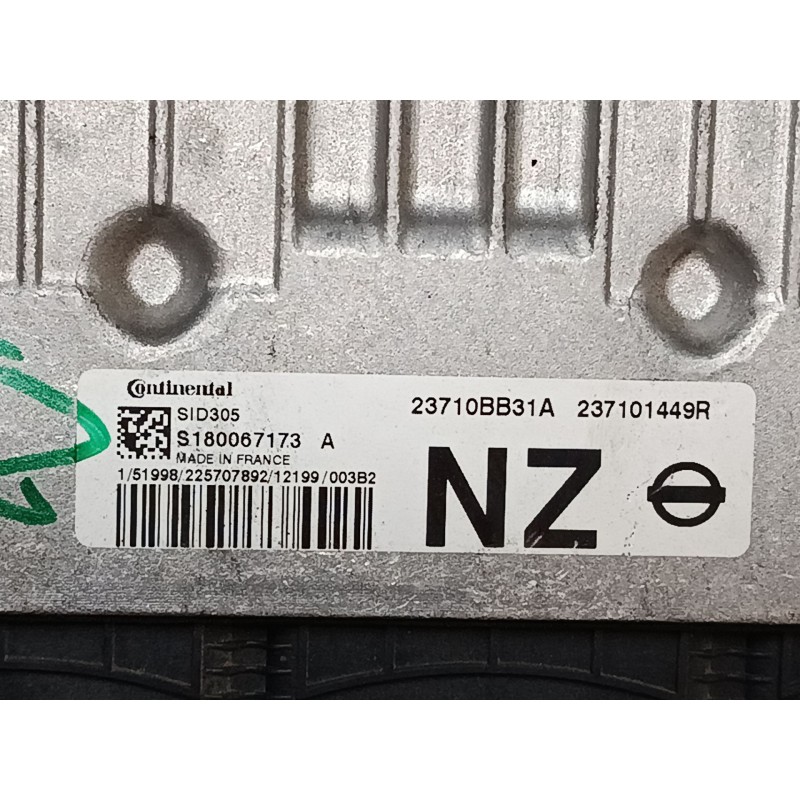 Continental
SID305
S180067173 A
MADE IN FRANCE
1/51998/225707892/12199/003B2
23710BB31A 237101449R
NZ